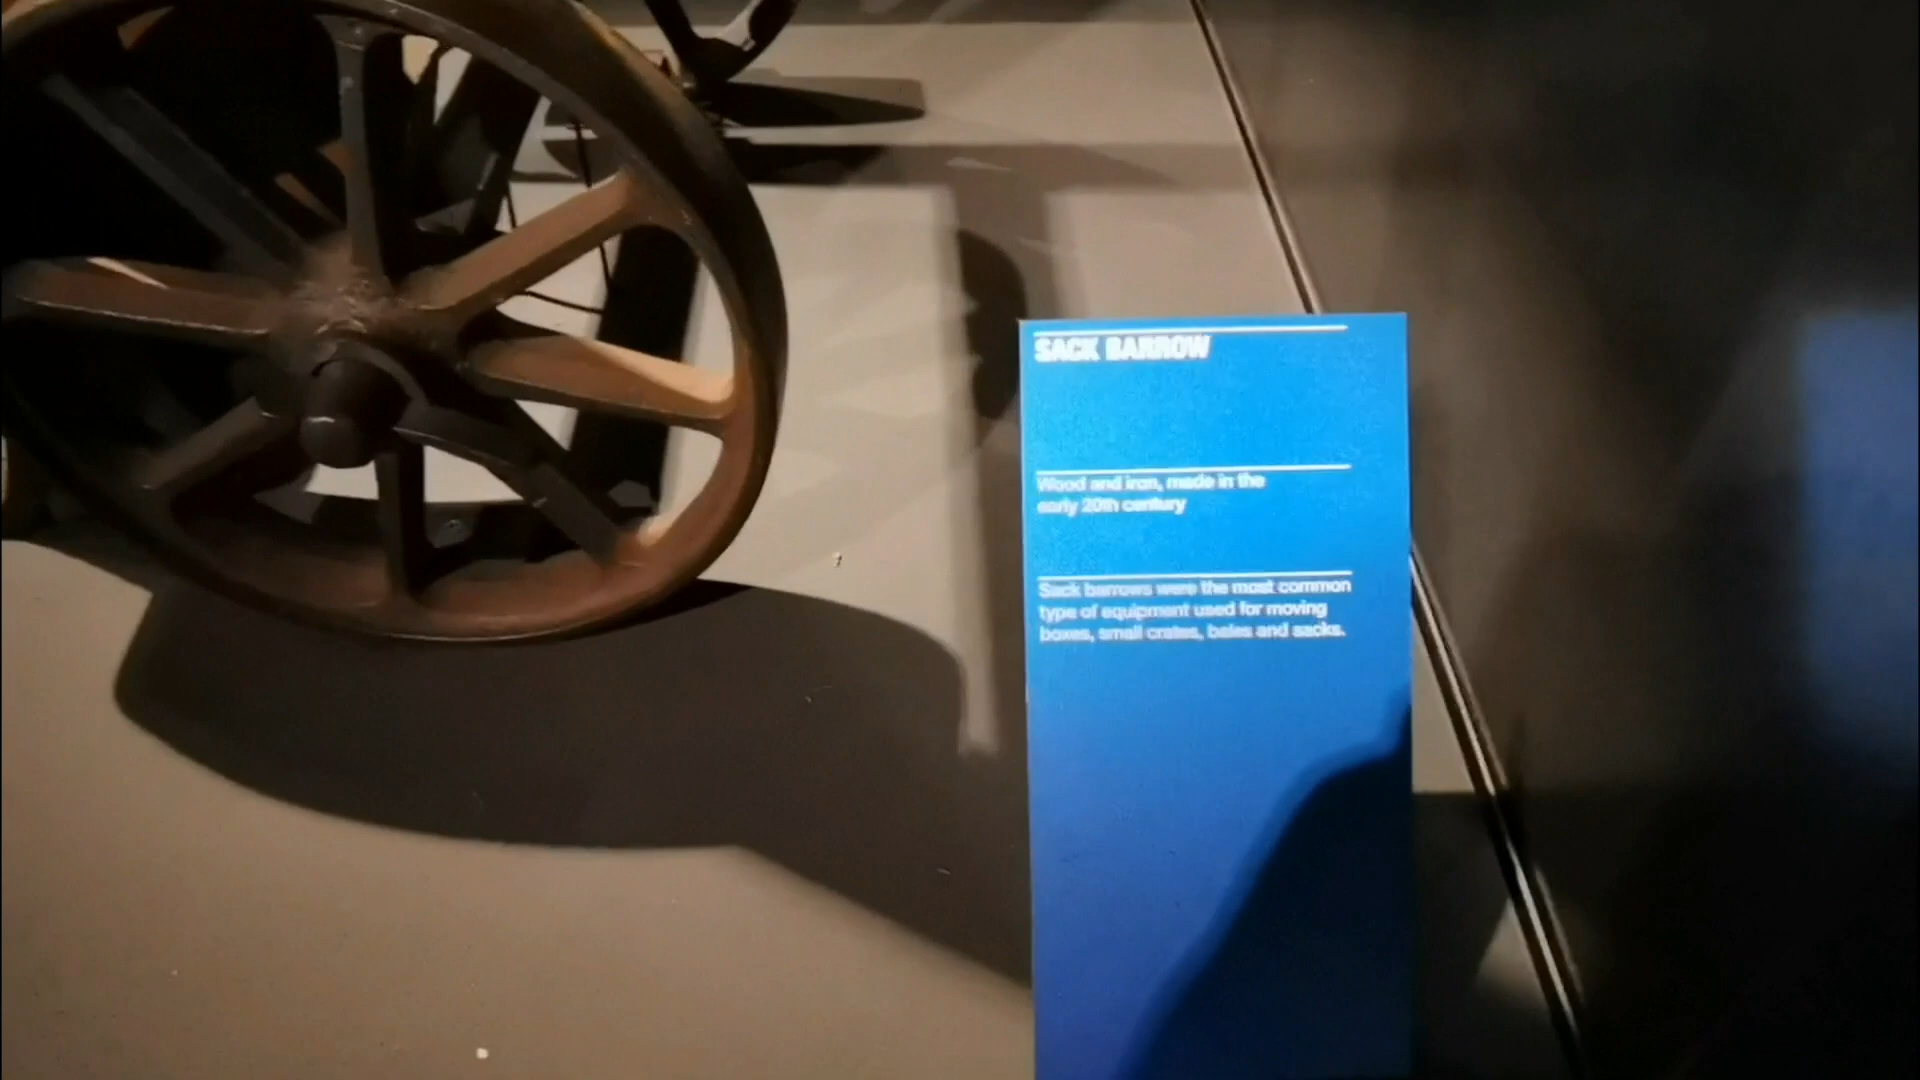 SACK BARROW
Wood and iron, made in the
early 20th century
Sack barrows were the most common
type of equipment used for moving
boxes, small crates, bales and sacks.